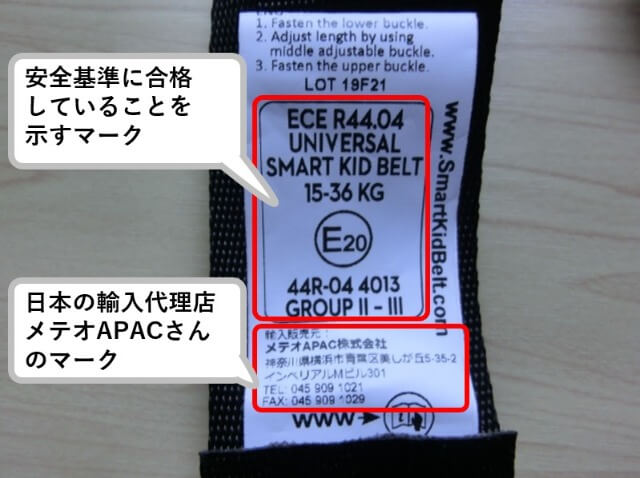 1. Fasten the lower buckle.
2. Adjust length by using
middle adjustable buckle.
3. Fasten the upper buckle.
LOT 19F21
安全基準に合格
していることを
示すマーク
ECE R44.04
UNIVERSAL
SMART KID BELT
15-36 KG
E20
44R-04 4013
GROUP II - III
www.SmartKidBelt.com
日本の輸入代理店
メテオAPACさん
のマーク
輸入販売元：
メテオAPAC株式会社
神奈川県横浜市青葉区美しが丘5-35-2
インペリアルMビル301
TEL: 045 909 1021
FAX: 045 909 1029
WWW